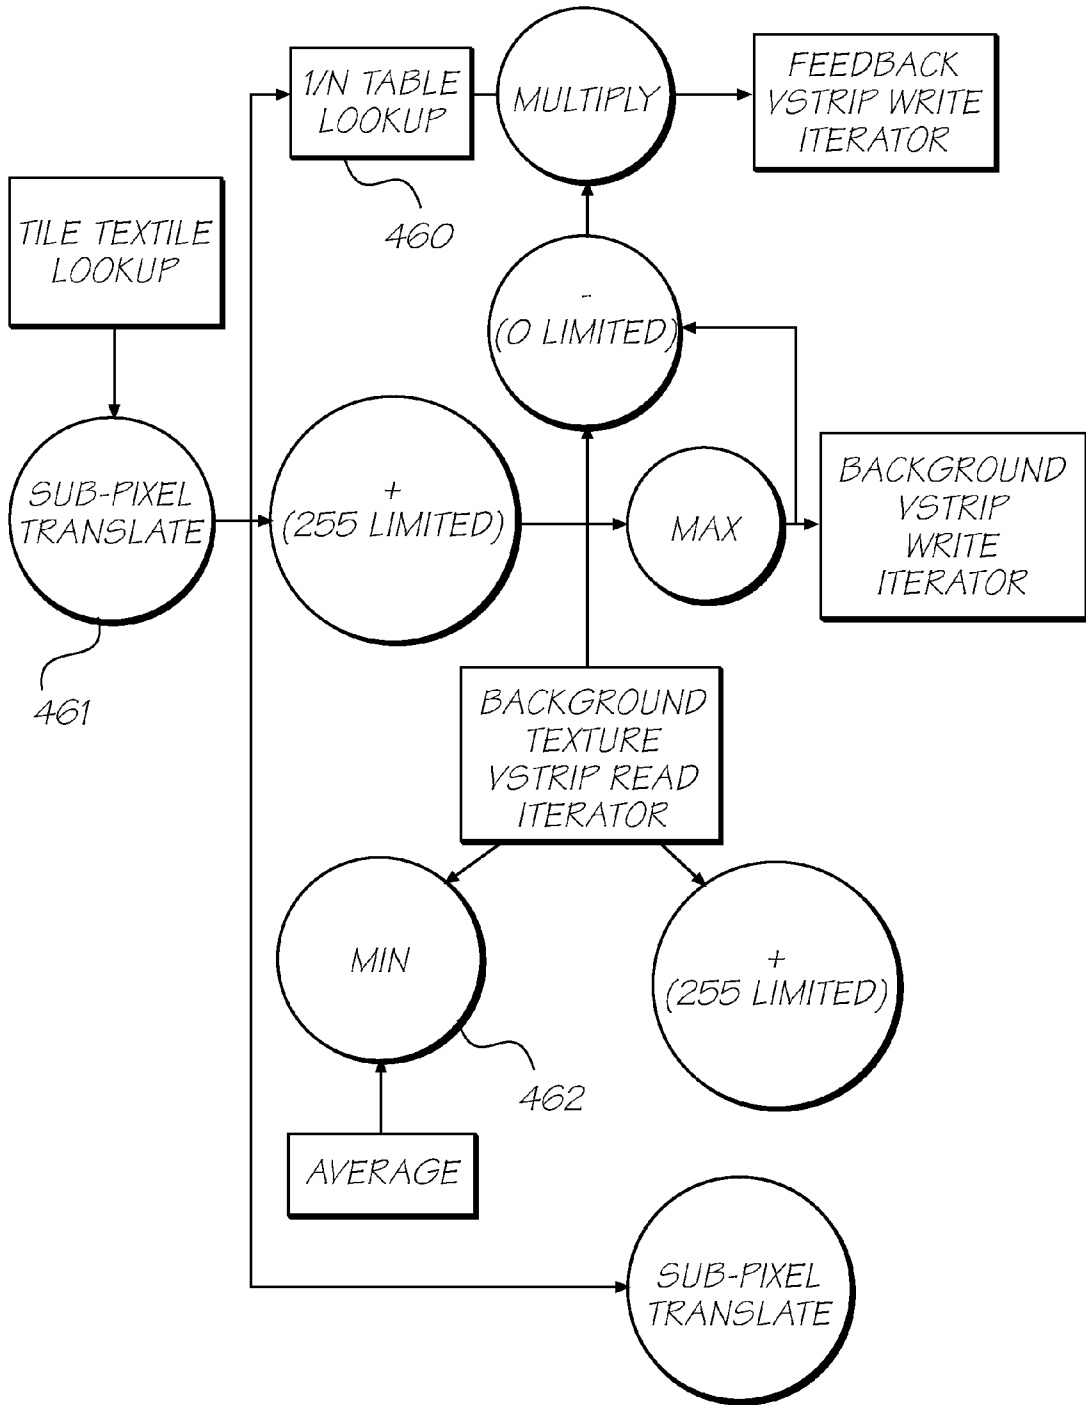 1/N TABLE
LOOKUP
MULTIPLY
FEEDBACK
VSTRIP WRITE
ITERATOR
460
TILE TEXTILE
LOOKUP
-
(0 LIMITED)
SUB-PIXEL
TRANSLATE
+
(255 LIMITED)
MAX
BACKGROUND
VSTRIP
WRITE
ITERATOR
461
BACKGROUND
TEXTURE
VSTRIP READ
ITERATOR
MIN
+
(255 LIMITED)
462
AVERAGE
SUB-PIXEL
TRANSLATE